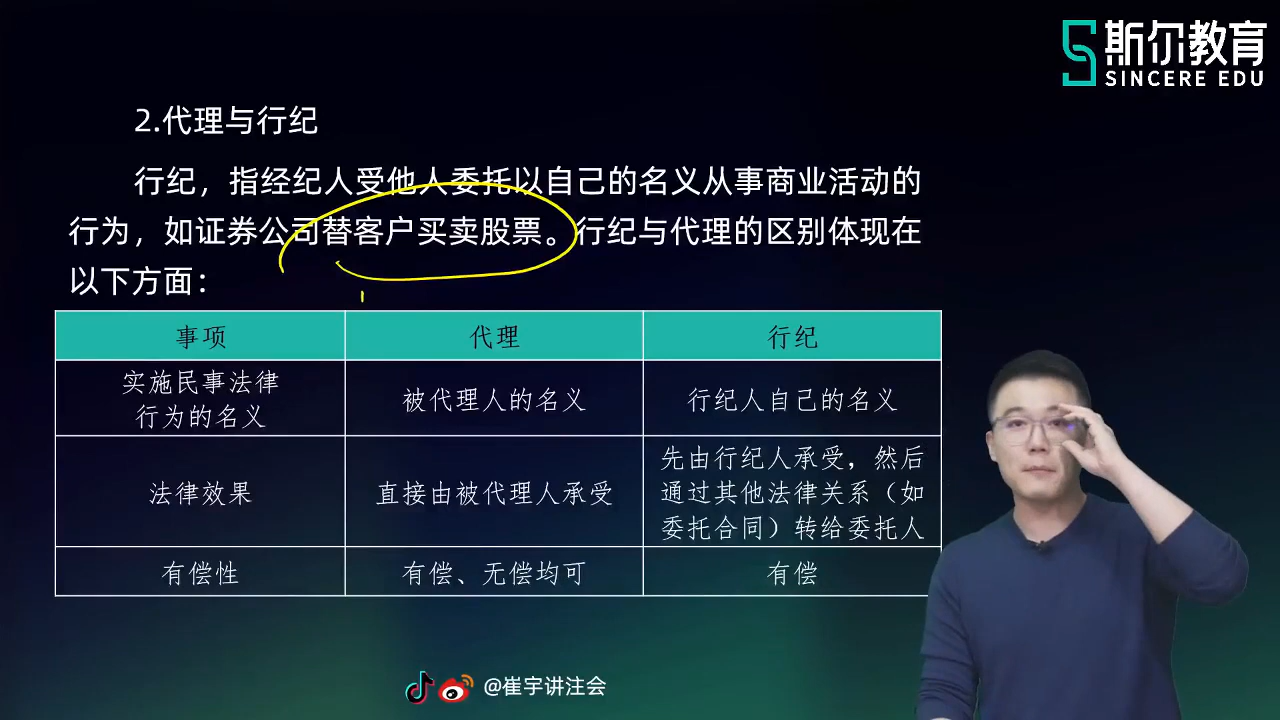 斯尔教育
SINCERE EDU
2.代理与行纪
行纪，指经纪人受他人委托以自己的名义从事商业活动的
行为，如证券公司替客户买卖股票。行纪与代理的区别体现在
以下方面：
事项 代理 行纪
实施民事法律
行为的名义
被代理人的名义
行纪人自己的名义
法律效果
直接由被代理人承受
先由行纪人承受，然后
通过其他法律关系（如
委托合同）转给委托人
有偿性 有偿、无偿均可 有偿
@崔宇讲注会